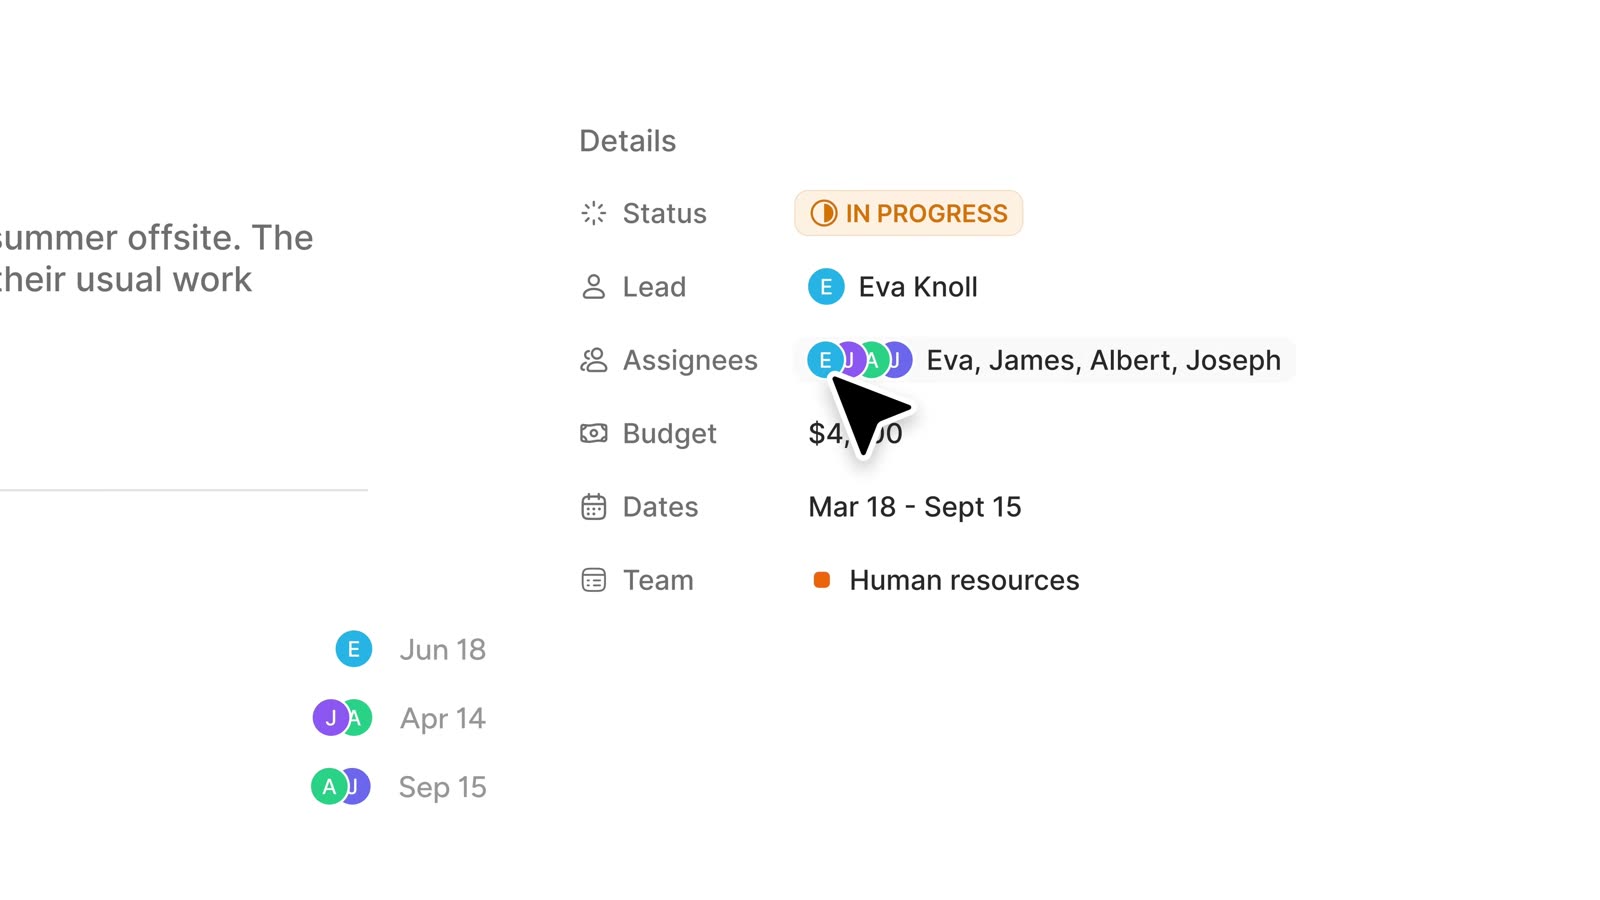 summer offsite. The
their usual work
E Jun 18
J A Apr 14
A J Sep 15
Details
Status IN PROGRESS
Lead E Eva Knoll
Assignees E J A J Eva, James, Albert, Joseph
Budget
Dates Mar 18 - Sept 15
Team Human resources